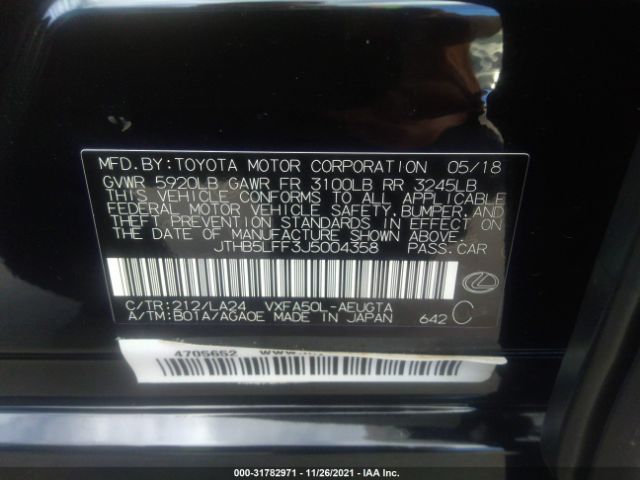 MFD.BY:TOYOTA MOTOR CORPORATION 05/18
GVWR 5920LB GAWR FR 3100LB RR 3245LB
THIS VEHICLE CONFORMS TO ALL APPLICABLE
FEDERAL MOTOR VEHICLE SAFETY,BUMPER, AND
THEFT PREVENTION STANDARDS IN EFFECT ON
THE DATE OF MANUFACTURE SHOWN ABOVE.
JTHB5LFF3J5004358 PASS.CAR
C/TR:212/LA24 VXFA50L-AEUGTA
A/TM:B01A/AGA0E MADE IN JAPAN 642 C
4705652 www.
000-31782971 - 11/26/2021 - IAA Inc.